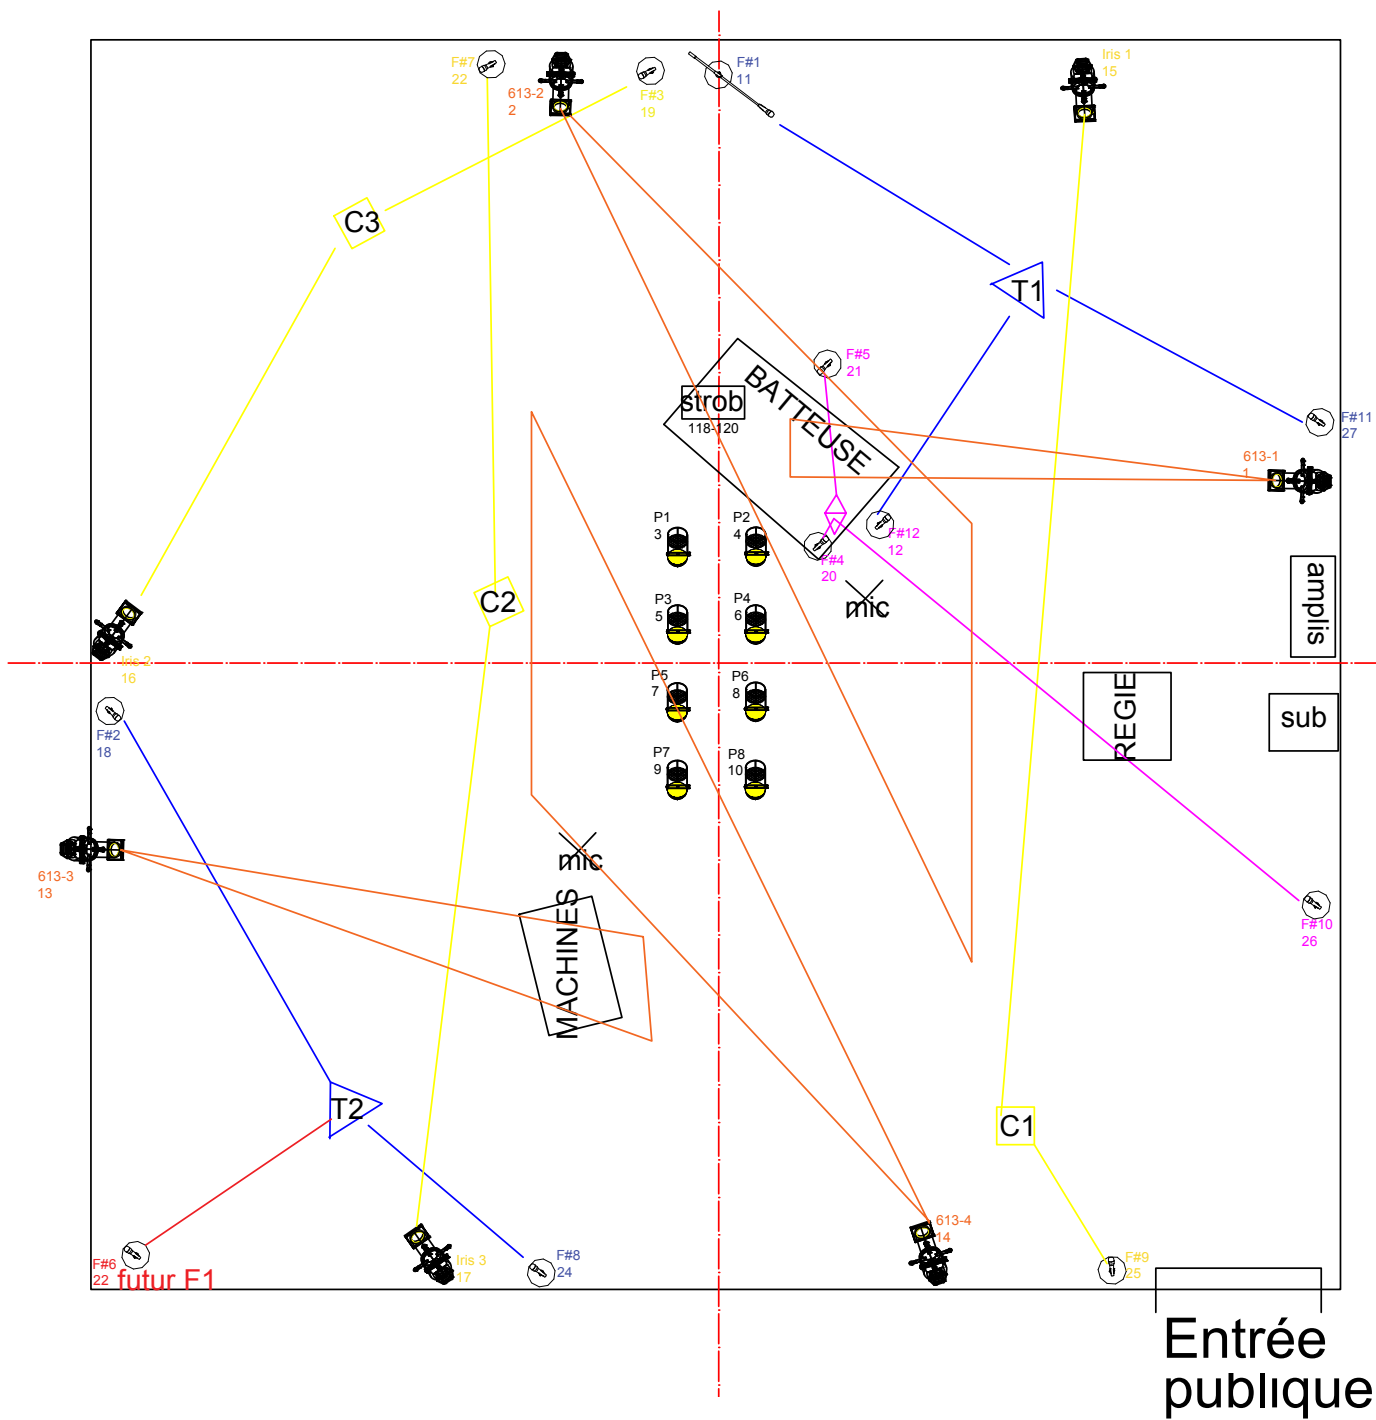 F#7
22
613-2
2
F#3
19
F#1
11
Iris 1
15
C3
T1
F#5
21
BATTEUSE
strob
118-120
F#11
27
613-1
1
P1
3
P2
4
F#12
12
F#4
20
amplis
mic
P3
5
P4
6
C2
Iris 2
16
P5
7
P6
8
REGIE
sub
F#2
18
P7
9
P8
10
mic
613-3
13
MACHINES
F#10
26
T2
C1
613-4
14
F#6
22
futur F1
Iris 3
17
F#8
24
F#9
25
Entrée
publique